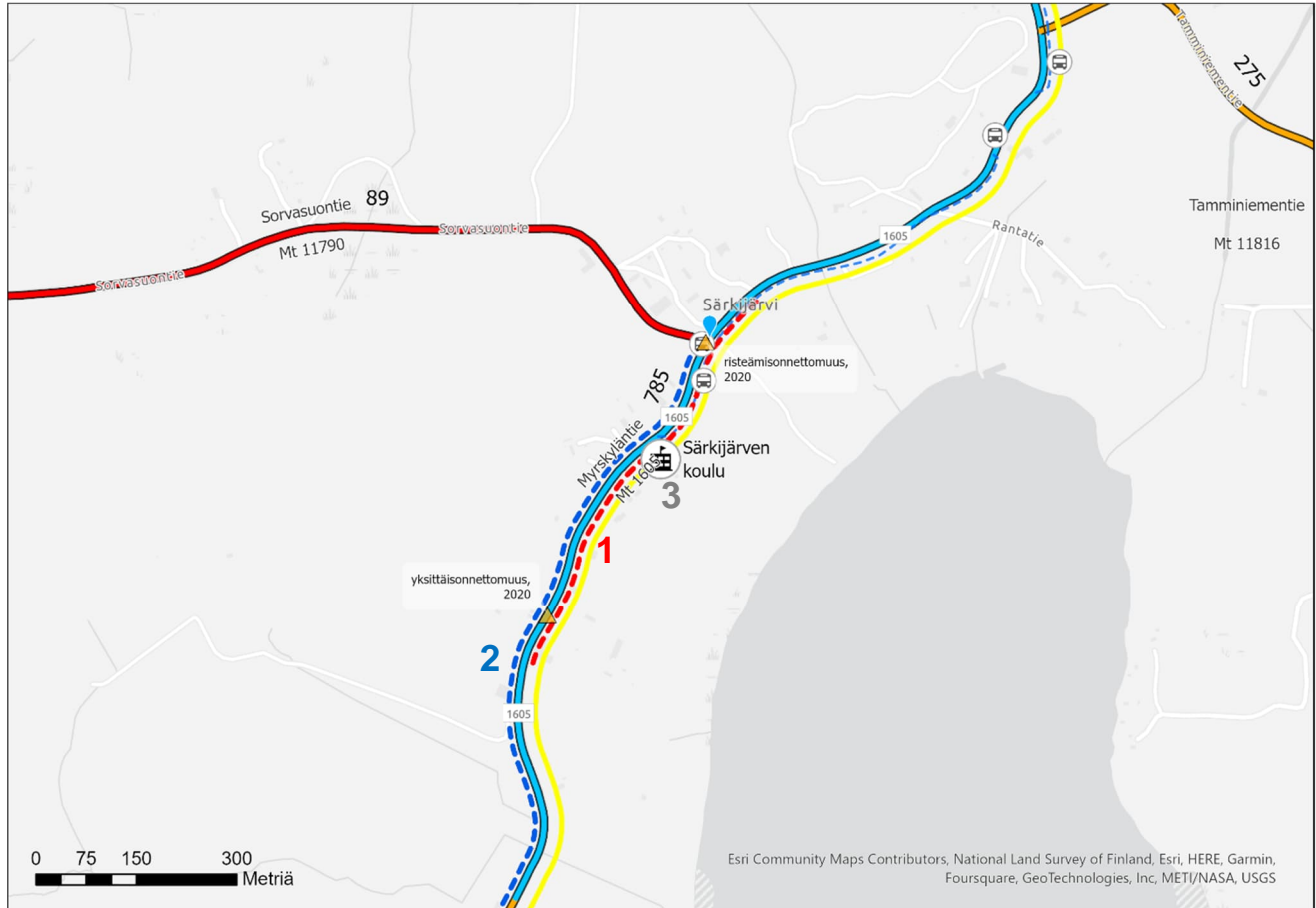 Tamminiementie
275
Sorvasuontie 89
Sorvasuontie
Mt 11790
Sorvasuontie
Tamminiementie
Mt 11816
Rantatie
1605
Särkijärvi
risteämisonnettomuus,
2020
785
1605
Myrskyläntie
Mt 1605
Särkijärven
koulu
3
1
yksittäisonnettomuus,
2020
2
1605
0 75 150 300
Metriä
Esri Community Maps Contributors, National Land Survey of Finland, Esri, HERE, Garmin,
Foursquare, GeoTechnologies, Inc, METI/NASA, USGS